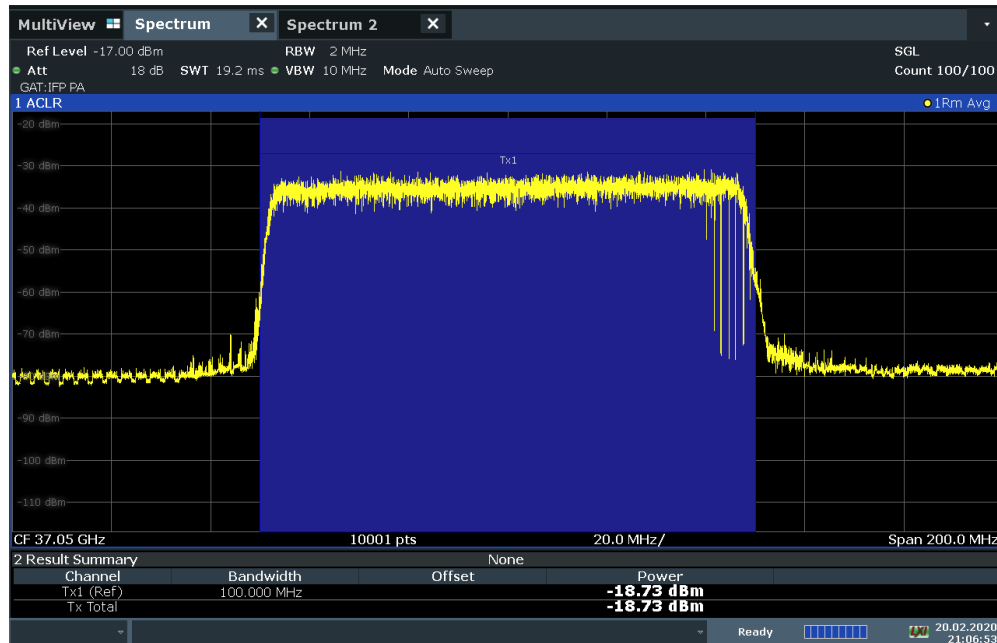 MultiView Spectrum X Spectrum 2 X
Ref Level -17.00 dBm RBW 2 MHz SGL
Att 18 dB SWT 19.2 ms VBW 10 MHz Mode Auto Sweep Count 100/100
GAT:IFP PA
1 ACLR 1Rm Avg
-20 dBm
Tx1
-30 dBm
-40 dBm
-50 dBm
-60 dBm
-70 dBm
-90 dBm
-100 dBm
-110 dBm
CF 37.05 GHz 10001 pts 20.0 MHz/ Span 200.0 MHz
2 Result Summary None
Channel Bandwidth Offset Power
Tx1 (Ref) 100.000 MHz -18.73 dBm
Tx Total -18.73 dBm
Ready 20.02.2020
21:06:53